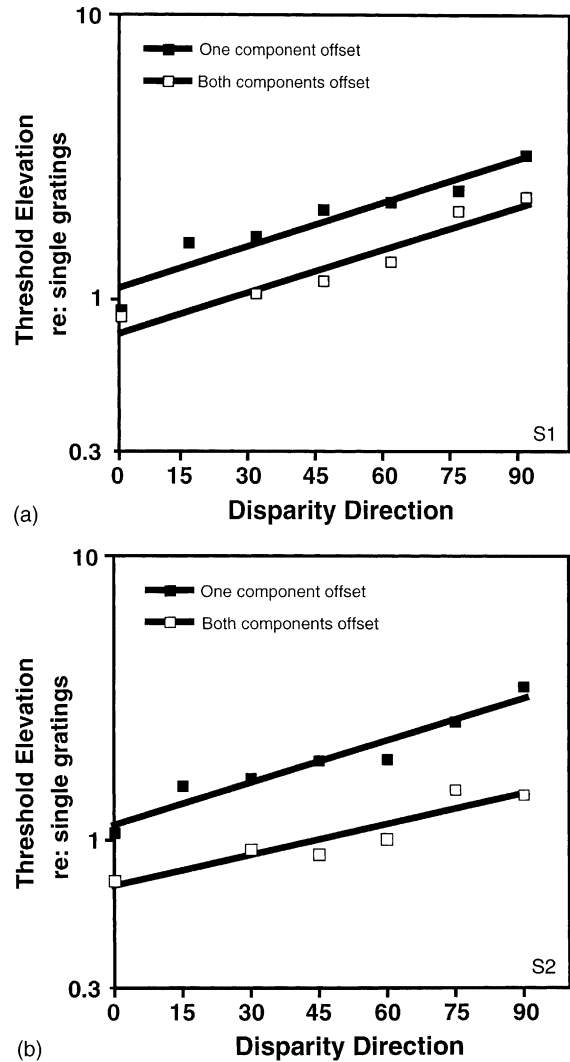 10
One component offset
Both components offset
Threshold Elevation
re: single gratings
1
S1
0.3
0 15 30 45 60 75 90
(a)
Disparity Direction
10
One component offset
Both components offset
Threshold Elevation
re: single gratings
1
S2
0.3
0 15 30 45 60 75 90
(b)
Disparity Direction